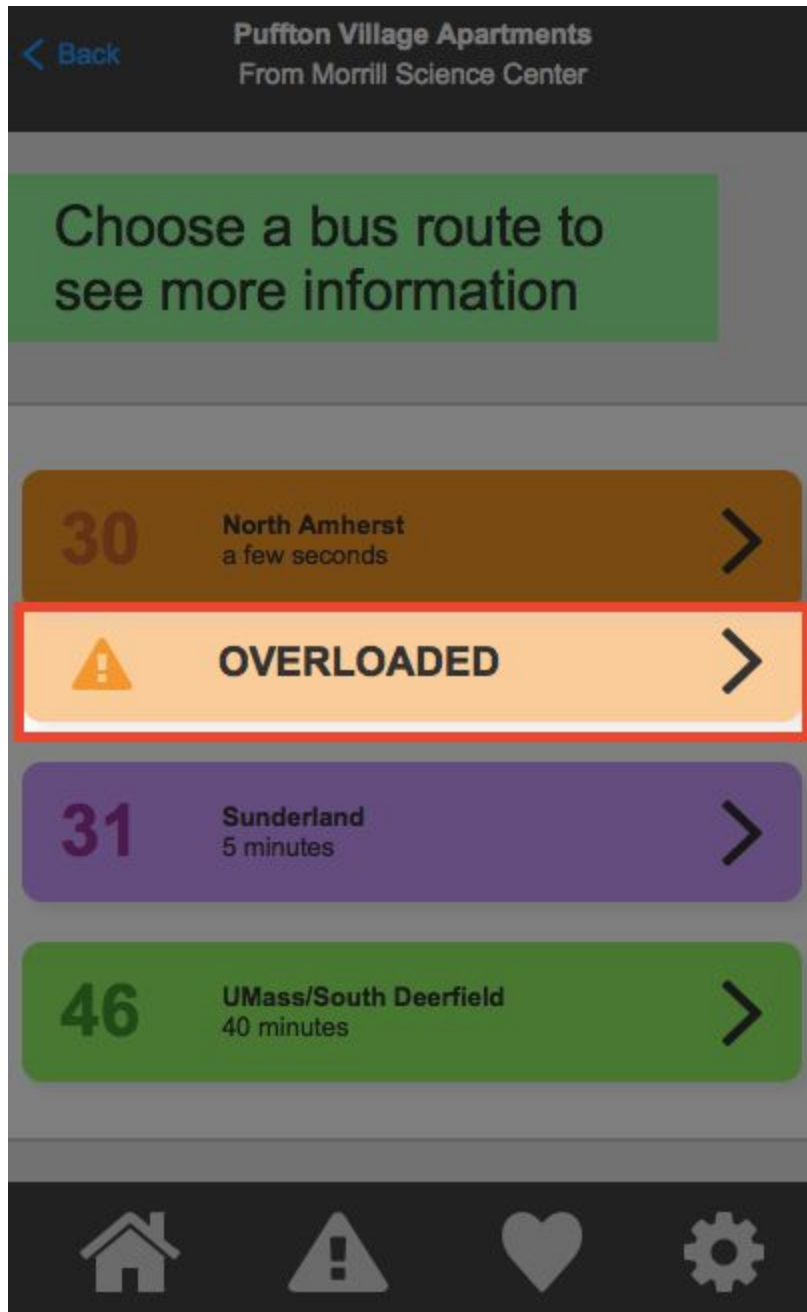 Back
Puffton Village Apartments
From Morrill Science Center
Choose a bus route to
see more information
30
North Amherst
a few seconds
OVERLOADED
31
Sunderland
5 minutes
46
UMass/South Deerfield
40 minutes